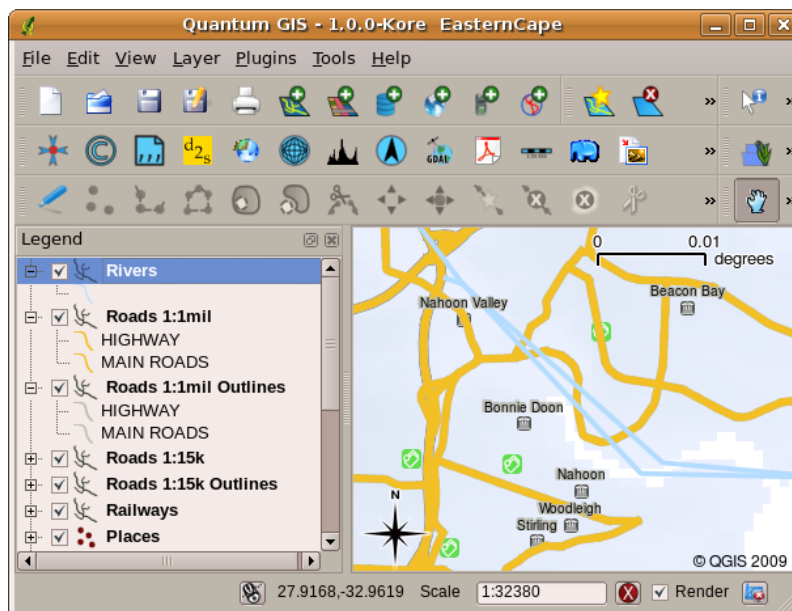 Quantum GIS - 1.0.0-Kore EasternCape
File Edit View Layer Plugins Tools Help
d2s
GDAL
Legend
Rivers
Roads 1:1mil
HIGHWAY
MAIN ROADS
Roads 1:1mil Outlines
HIGHWAY
MAIN ROADS
Roads 1:15k
Roads 1:15k Outlines
Railways
Places
0 0.01
degrees
Nahoon Valley
Beacon Bay
Bonnie Doon
Nahoon
Woodleigh
Stirling
N
© QGIS 2009
27.9168,-32.9619 Scale 1:32380 Render